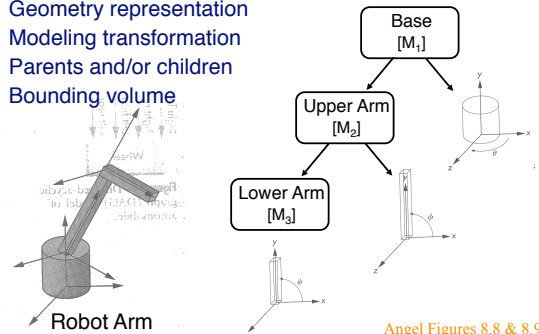 Geometry representation
Modeling transformation
Parents and/or children
Bounding volume
Base
[M₁]
Upper Arm
[M₂]
Lower Arm
[M₃]
y
x
z
θ
y
x
z
ϕ
y
x
ϕ
Robot Arm
Angel Figures 8.8 & 8.9